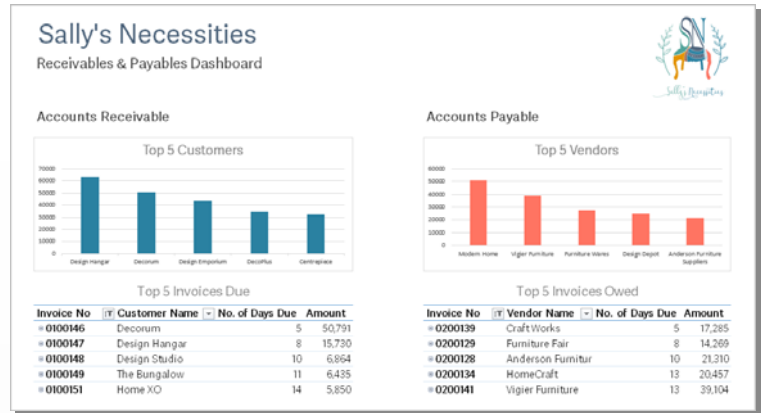 Sally's Necessities
Receivables & Payables Dashboard
SN
Sally's Necessities
Accounts Receivable
Top 5 Customers
70000
60000
50000
40000
30000
20000
10000
0
Design Hangar Decorum Design Emporium DecoPlus Centrepiece
Top 5 Invoices Due
Invoice No Customer Name No. of Days Due Amount
0100146 Decorum 5 50,791
0100147 Design Hangar 8 15,730
0100148 Design Studio 10 6,864
0100149 The Bungalow 11 6,435
0100151 Home XO 14 5,850
Accounts Payable
Top 5 Vendors
60000
50000
40000
30000
20000
10000
0
Modern Home Vigier Furniture Furniture Wares Design Depot Anderson Furniture
Suppliers
Top 5 Invoices Owed
Invoice No Vendor Name No. of Days Due Amount
0200139 Craft Works 5 17,285
0200129 Furniture Fair 8 14,269
0200128 Anderson Furnitur 10 21,310
0200134 HomeCraft 13 20,457
0200141 Vigier Furniture 13 39,104